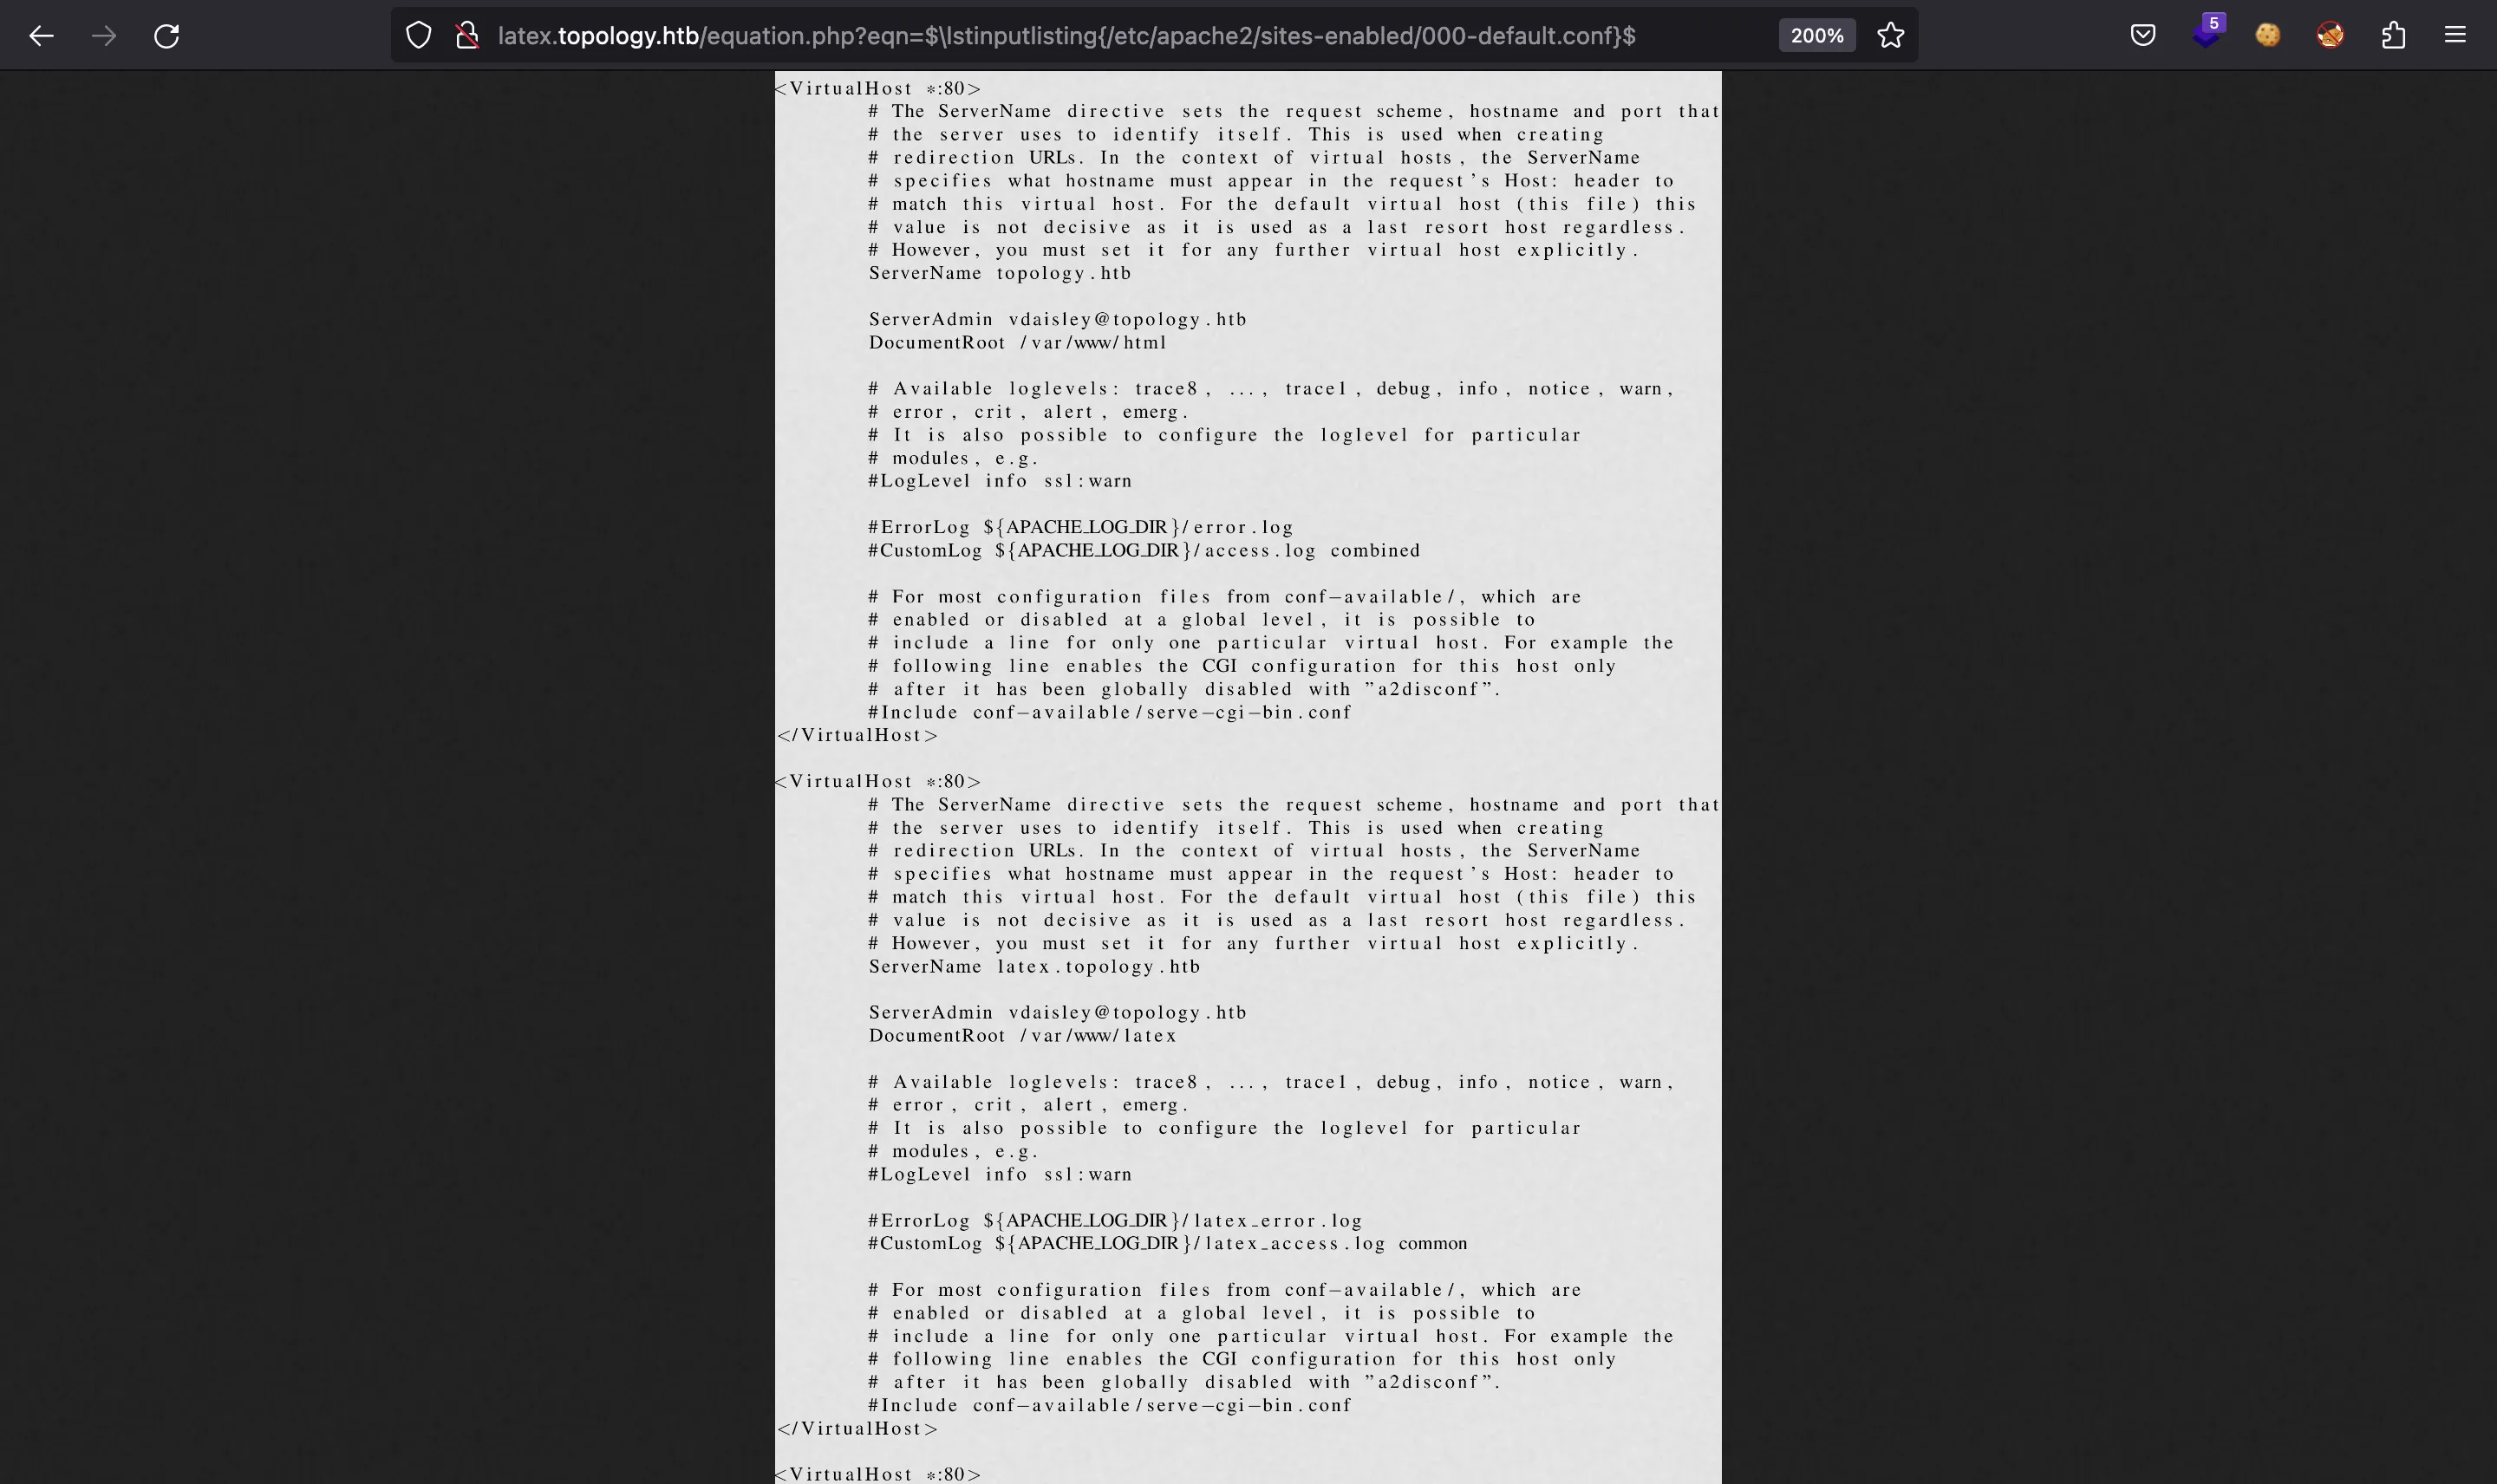 latex.topology.htb/equation.php?eqn=$\lstinputlisting{/etc/apache2/sites-enabled/000-default.conf}$
200%
5
<VirtualHost *:80>
# The ServerName directive sets the request scheme, hostname and port that
# the server uses to identify itself. This is used when creating
# redirection URLs. In the context of virtual hosts, the ServerName
# specifies what hostname must appear in the request's Host: header to
# match this virtual host. For the default virtual host (this file) this
# value is not decisive as it is used as a last resort host regardless.
# However, you must set it for any further virtual host explicitly.
ServerName topology.htb
ServerAdmin vdaisley@topology.htb
DocumentRoot /var/www/html
# Available loglevels: trace8, ..., trace1, debug, info, notice, warn,
# error, crit, alert, emerg.
# It is also possible to configure the loglevel for particular
# modules, e.g.
#LogLevel info ssl:warn
#ErrorLog ${APACHE_LOG_DIR}/error.log
#CustomLog ${APACHE_LOG_DIR}/access.log combined
# For most configuration files from conf−available/, which are
# enabled or disabled at a global level, it is possible to
# include a line for only one particular virtual host. For example the
# following line enables the CGI configuration for this host only
# after it has been globally disabled with ”a2disconf”.
#Include conf−available/serve−cgi−bin.conf
</VirtualHost>
<VirtualHost *:80>
# The ServerName directive sets the request scheme, hostname and port that
# the server uses to identify itself. This is used when creating
# redirection URLs. In the context of virtual hosts, the ServerName
# specifies what hostname must appear in the request's Host: header to
# match this virtual host. For the default virtual host (this file) this
# value is not decisive as it is used as a last resort host regardless.
# However, you must set it for any further virtual host explicitly.
ServerName latex.topology.htb
ServerAdmin vdaisley@topology.htb
DocumentRoot /var/www/latex
# Available loglevels: trace8, ..., trace1, debug, info, notice, warn,
# error, crit, alert, emerg.
# It is also possible to configure the loglevel for particular
# modules, e.g.
#LogLevel info ssl:warn
#ErrorLog ${APACHE_LOG_DIR}/latex_error.log
#CustomLog ${APACHE_LOG_DIR}/latex_access.log common
# For most configuration files from conf−available/, which are
# enabled or disabled at a global level, it is possible to
# include a line for only one particular virtual host. For example the
# following line enables the CGI configuration for this host only
# after it has been globally disabled with ”a2disconf”.
#Include conf−available/serve−cgi−bin.conf
</VirtualHost>
<VirtualHost *:80>